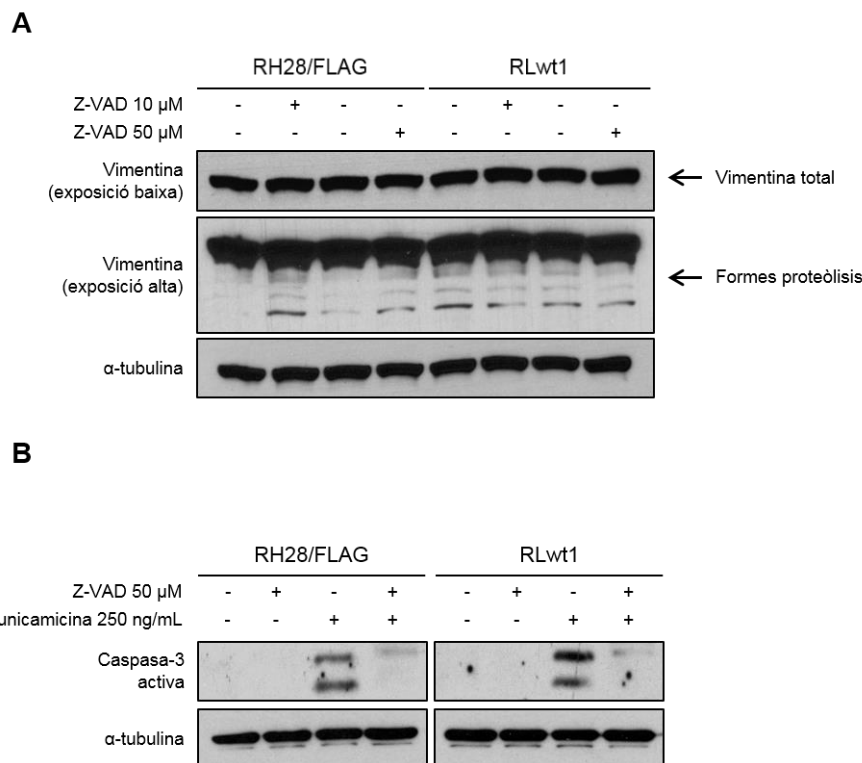 A
RH28/FLAG RLwt1
Z-VAD 10 µM - + - - - + - -
Z-VAD 50 µM - - - + - - - +
Vimentina
(exposició baixa)
Vimentina total
Vimentina
(exposició alta)
Formes proteòlisis
α-tubulina
B
RH28/FLAG RLwt1
Z-VAD 50 µM - + - + - + - +
unicamicina 250 ng/mL - - + + - - + +
Caspasa-3
activa
α-tubulina